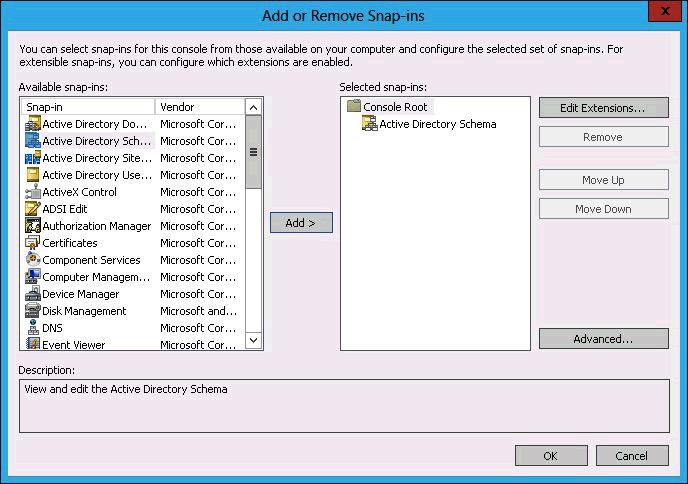 Add or Remove Snap-ins
x
You can select snap-ins for this console from those available on your computer and configure the selected set of snap-ins. For
extensible snap-ins, you can configure which extensions are enabled.
Available snap-ins:
Snap-in Vendor
Active Directory Do... Microsoft Cor...
Active Directory Sch... Microsoft Cor...
Active Directory Site... Microsoft Cor...
Active Directory Use... Microsoft Cor...
ActiveX Control Microsoft Cor...
ADSI Edit Microsoft Cor...
Authorization Manager Microsoft Cor...
Certificates Microsoft Cor...
Component Services Microsoft Cor...
Computer Managem... Microsoft Cor...
Device Manager Microsoft Cor...
Disk Management Microsoft and...
DNS Microsoft Cor...
Event Viewer Microsoft Cor...
Add >
Selected snap-ins:
Console Root
Active Directory Schema
Edit Extensions...
Remove
Move Up
Move Down
Advanced...
Description:
View and edit the Active Directory Schema
OK
Cancel